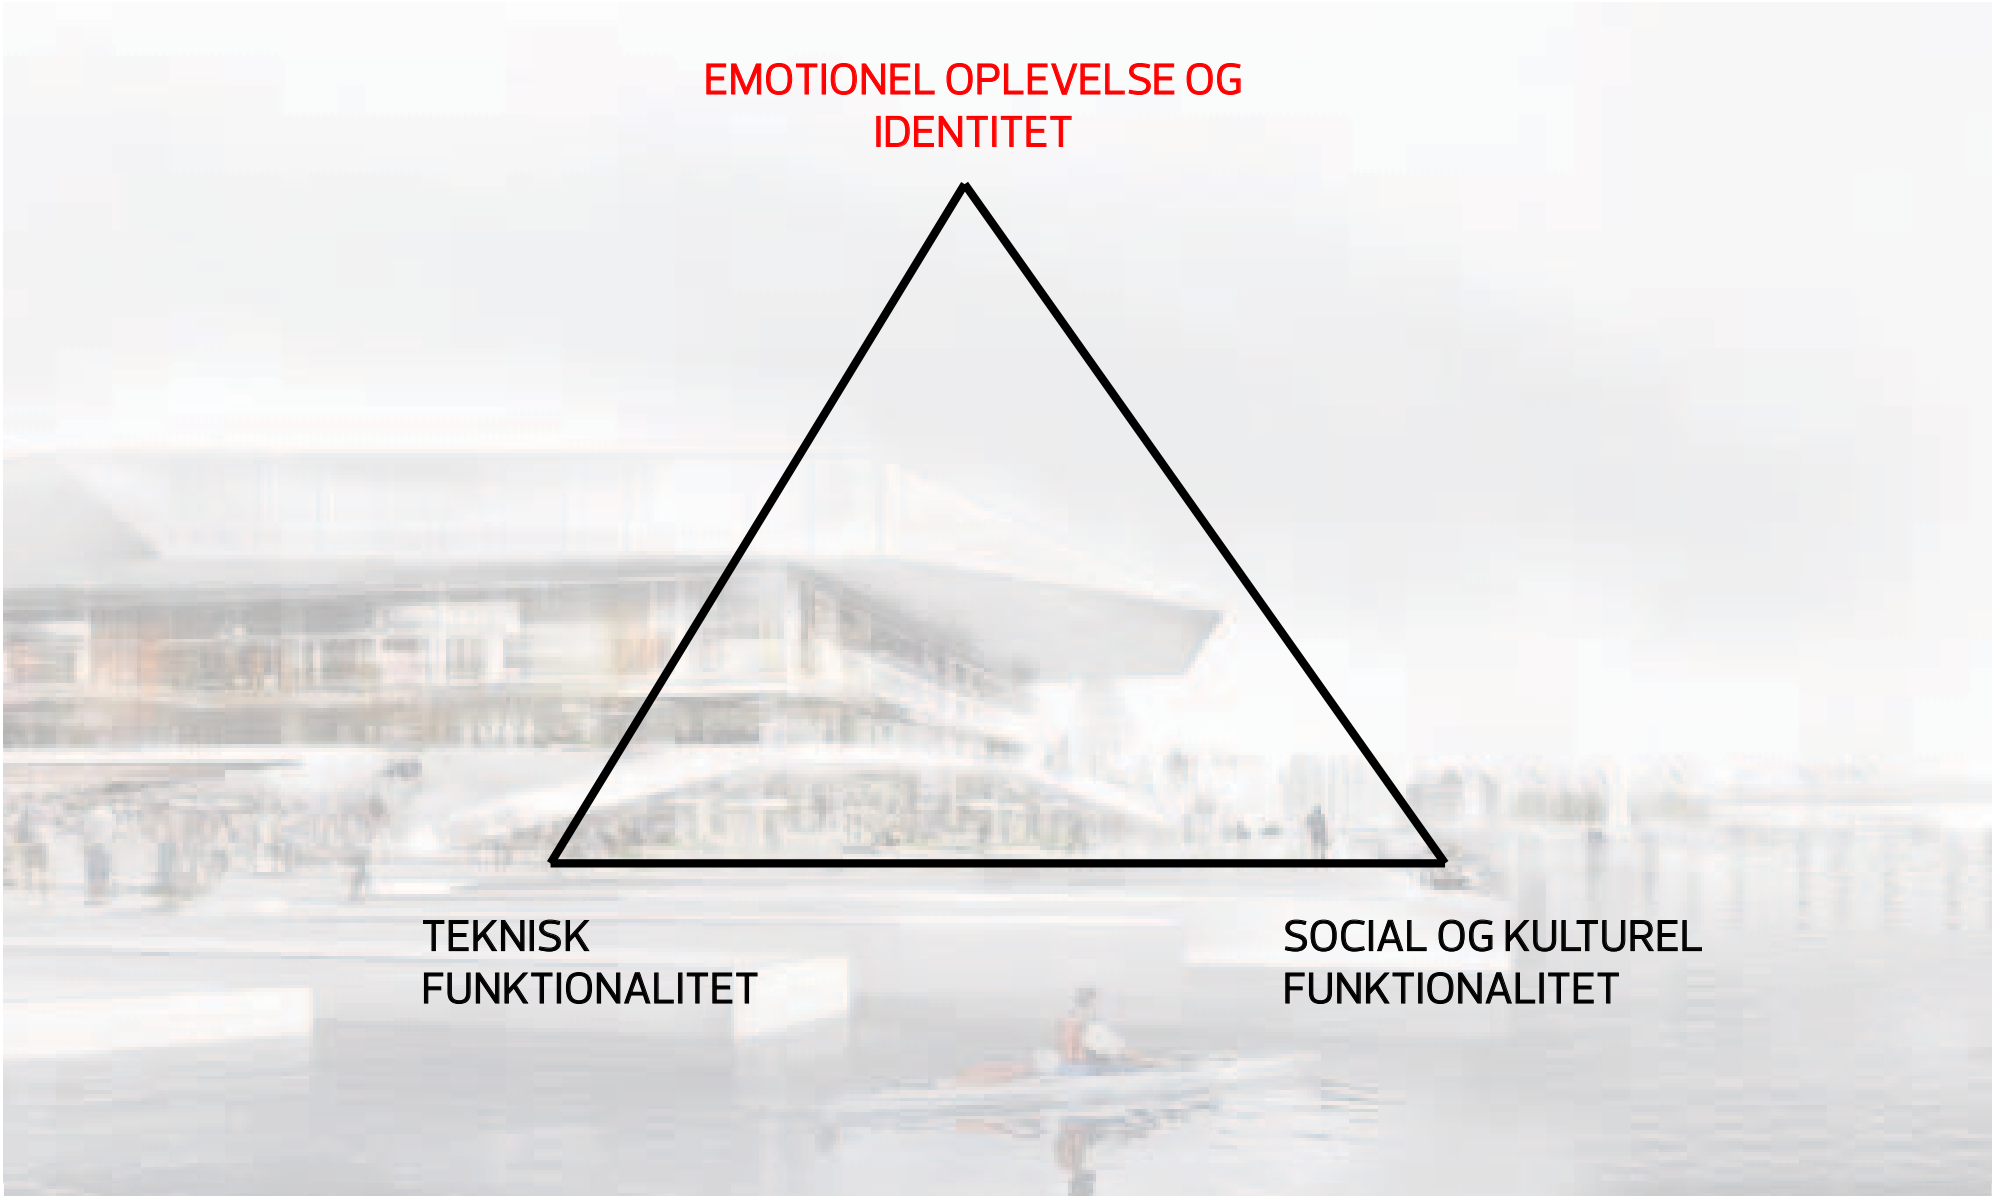 EMOTIONEL OPLEVELSE OG
IDENTITET
TEKNISK
FUNKTIONALITET
SOCIAL OG KULTUREL
FUNKTIONALITET